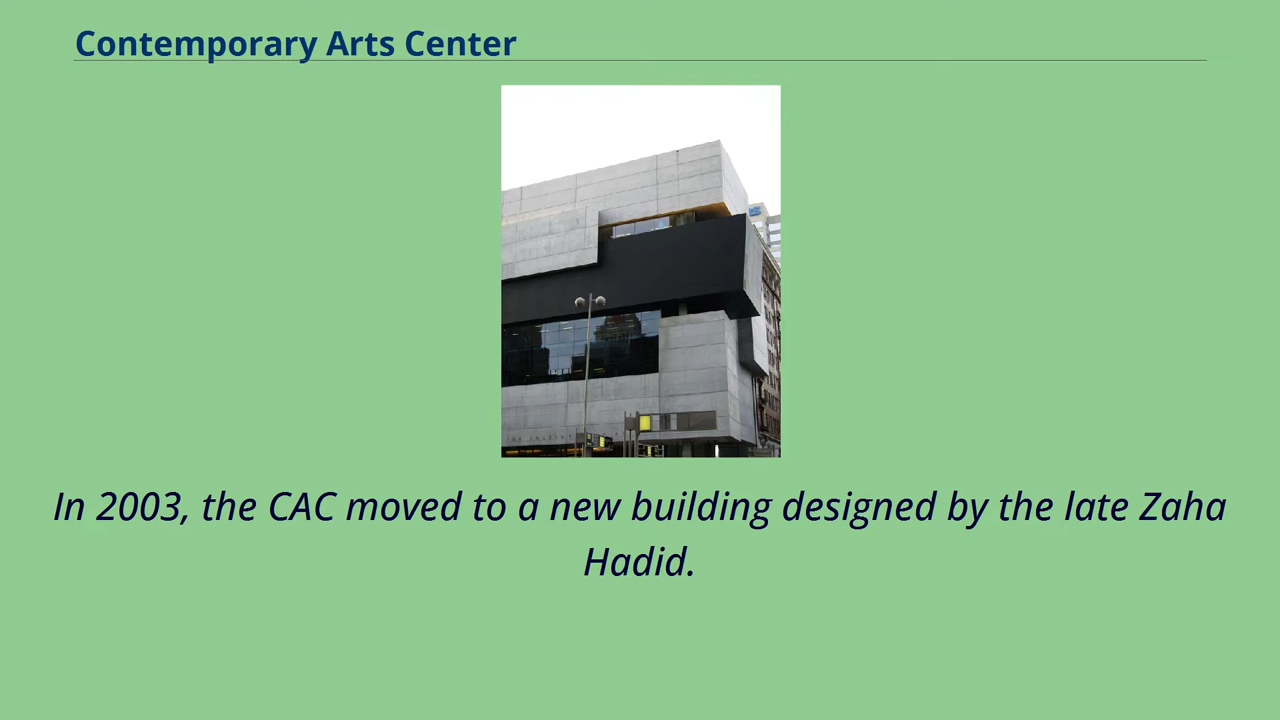 Contemporary Arts Center
In 2003, the CAC moved to a new building designed by the late Zaha
Hadid.